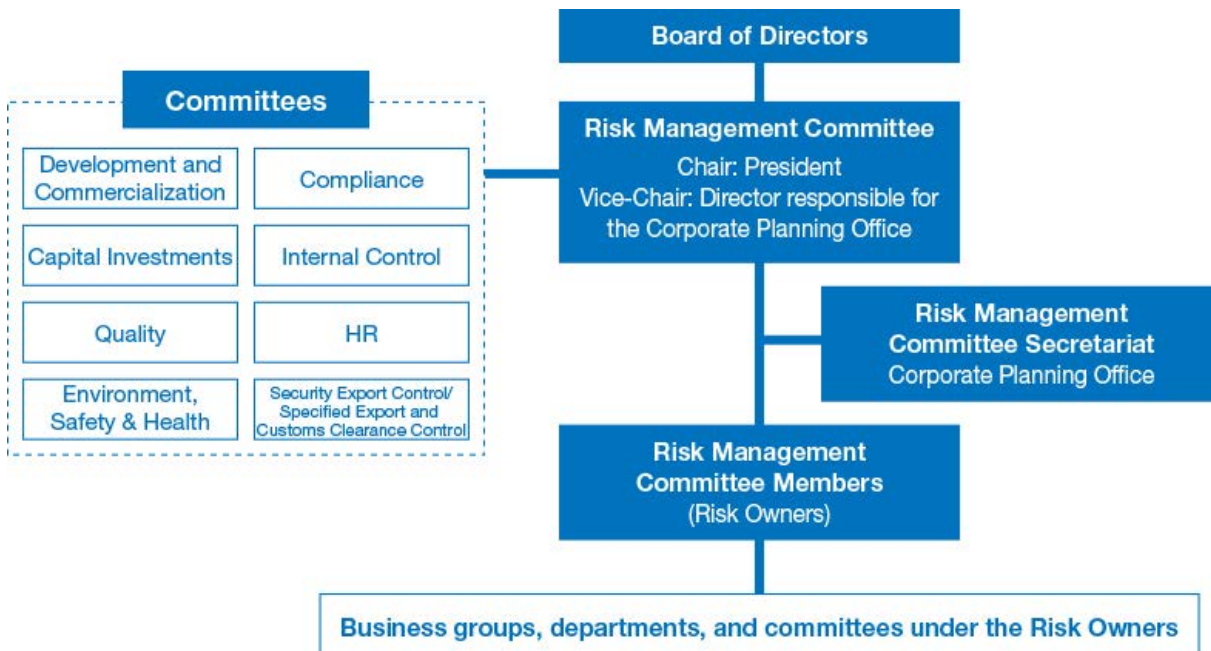 Board of Directors
Committees
Development and
Commercialization
Compliance
Capital Investments
Internal Control
Quality
HR
Environment,
Safety & Health
Security Export Control/
Specified Export and
Customs Clearance Control
Risk Management Committee
Chair: President
Vice-Chair: Director responsible for
the Corporate Planning Office
Risk Management
Committee Secretariat
Corporate Planning Office
Risk Management
Committee Members
(Risk Owners)
Business groups, departments, and committees under the Risk Owners